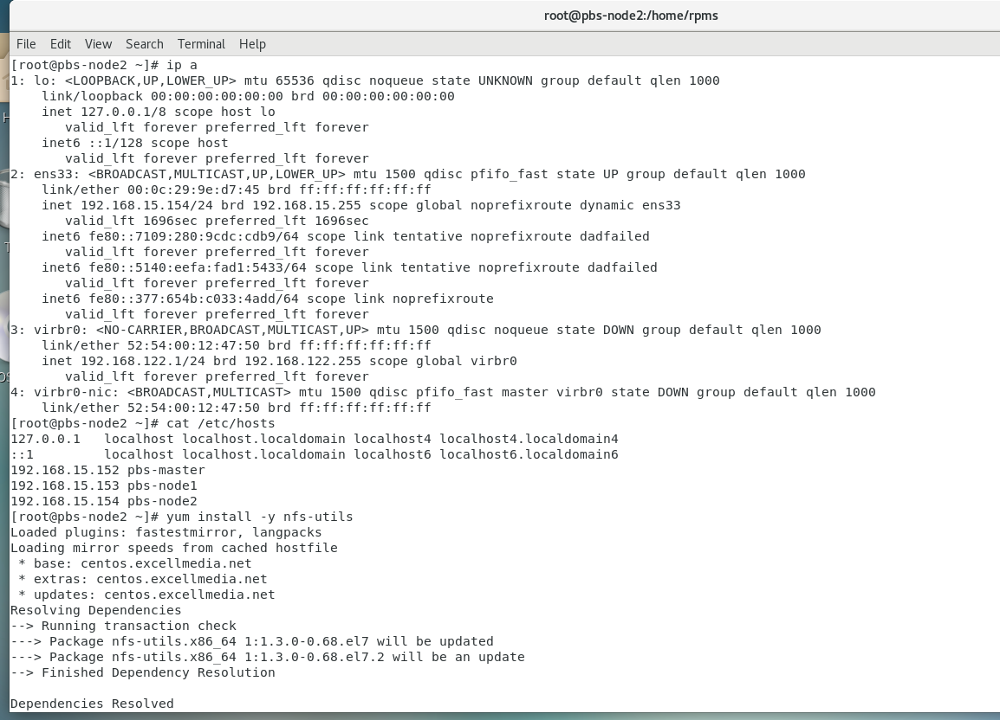 root@pbs-node2:/home/rpms
File Edit View Search Terminal Help
[root@pbs-node2 ~]# ip a
1: lo: <LOOPBACK,UP,LOWER_UP> mtu 65536 qdisc noqueue state UNKNOWN group default qlen 1000
    link/loopback 00:00:00:00:00:00 brd 00:00:00:00:00:00
    inet 127.0.0.1/8 scope host lo
       valid_lft forever preferred_lft forever
    inet6 ::1/128 scope host
       valid_lft forever preferred_lft forever
2: ens33: <BROADCAST,MULTICAST,UP,LOWER_UP> mtu 1500 qdisc pfifo_fast state UP group default qlen 1000
    link/ether 00:0c:29:9e:d7:45 brd ff:ff:ff:ff:ff:ff
    inet 192.168.15.154/24 brd 192.168.15.255 scope global noprefixroute dynamic ens33
       valid_lft 1696sec preferred_lft 1696sec
    inet6 fe80::7109:280:9cdc:cdb9/64 scope link tentative noprefixroute dadfailed
       valid_lft forever preferred_lft forever
    inet6 fe80::5140:eefa:fad1:5433/64 scope link tentative noprefixroute dadfailed
       valid_lft forever preferred_lft forever
    inet6 fe80::377:654b:c033:4add/64 scope link noprefixroute
       valid_lft forever preferred_lft forever
3: virbr0: <NO-CARRIER,BROADCAST,MULTICAST,UP> mtu 1500 qdisc noqueue state DOWN group default qlen 1000
    link/ether 52:54:00:12:47:50 brd ff:ff:ff:ff:ff:ff
    inet 192.168.122.1/24 brd 192.168.122.255 scope global virbr0
       valid_lft forever preferred_lft forever
4: virbr0-nic: <BROADCAST,MULTICAST> mtu 1500 qdisc pfifo_fast master virbr0 state DOWN group default qlen 1000
    link/ether 52:54:00:12:47:50 brd ff:ff:ff:ff:ff:ff
[root@pbs-node2 ~]# cat /etc/hosts
127.0.0.1   localhost localhost.localdomain localhost4 localhost4.localdomain4
::1         localhost localhost.localdomain localhost6 localhost6.localdomain6
192.168.15.152 pbs-master
192.168.15.153 pbs-node1
192.168.15.154 pbs-node2
[root@pbs-node2 ~]# yum install -y nfs-utils
Loaded plugins: fastestmirror, langpacks
Loading mirror speeds from cached hostfile
 * base: centos.excellmedia.net
 * extras: centos.excellmedia.net
 * updates: centos.excellmedia.net
Resolving Dependencies
--> Running transaction check
---> Package nfs-utils.x86_64 1:1.3.0-0.68.el7 will be updated
---> Package nfs-utils.x86_64 1:1.3.0-0.68.el7.2 will be an update
--> Finished Dependency Resolution

Dependencies Resolved